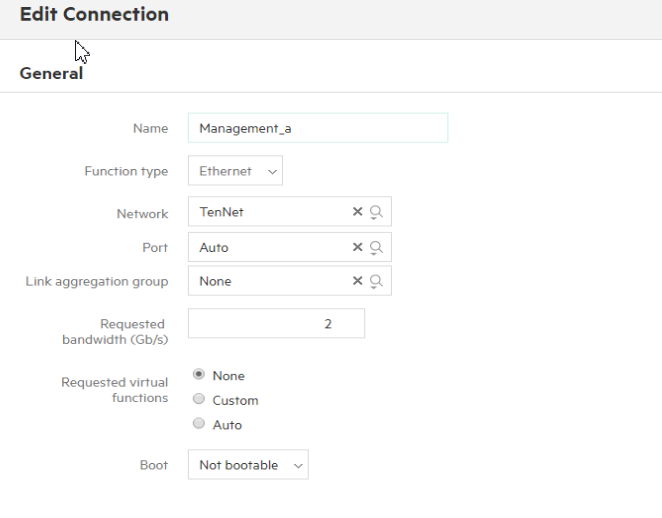 Edit Connection
General
Name Management_a
Function type Ethernet
Network TenNet
Port Auto
Link aggregation group None
Requested
bandwidth (Gb/s) 2
Requested virtual
functions
None
Custom
Auto
Boot Not bootable